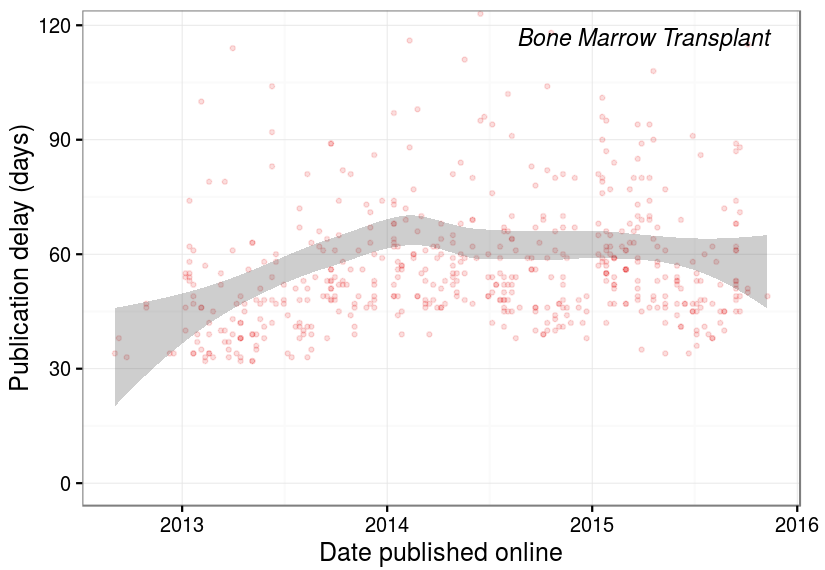 Bone Marrow Transplant
Publication delay (days)
120
90
60
30
0
2013 2014 2015 2016
Date published online